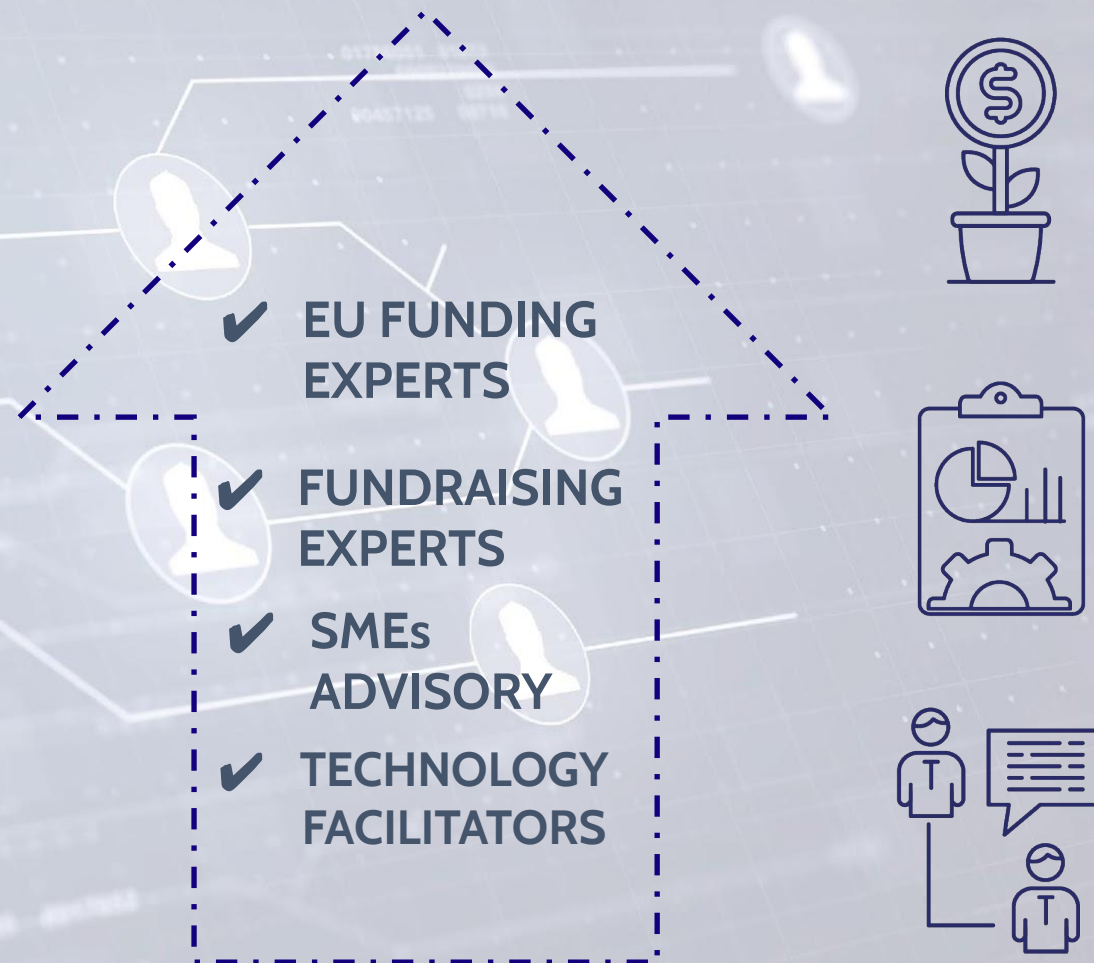 ✔ EU FUNDING
EXPERTS
✔ FUNDRAISING
EXPERTS
✔ SMEs
ADVISORY
✔ TECHNOLOGY
FACILITATORS